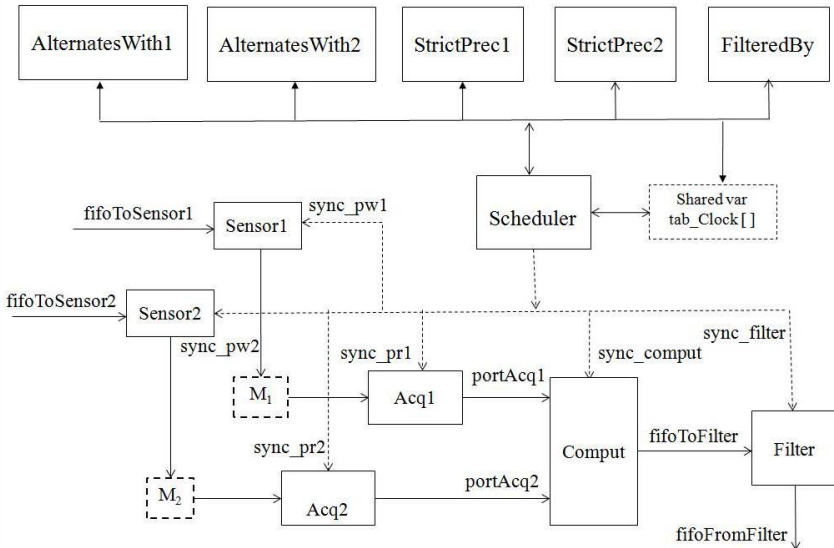 AlternatesWith1
AlternatesWith2
StrictPrec1
StrictPrec2
FilteredBy
Scheduler
Shared var
tab_Clock[ ]
fifoToSensor1
Sensor1
sync_pw1
fifoToSensor2
Sensor2
sync_pw2
sync_pr1
sync_comput
sync_filter
M1
Acq1
portAcq1
sync_pr2
Comput
fifoToFilter
Filter
M2
Acq2
portAcq2
fifoFromFilter